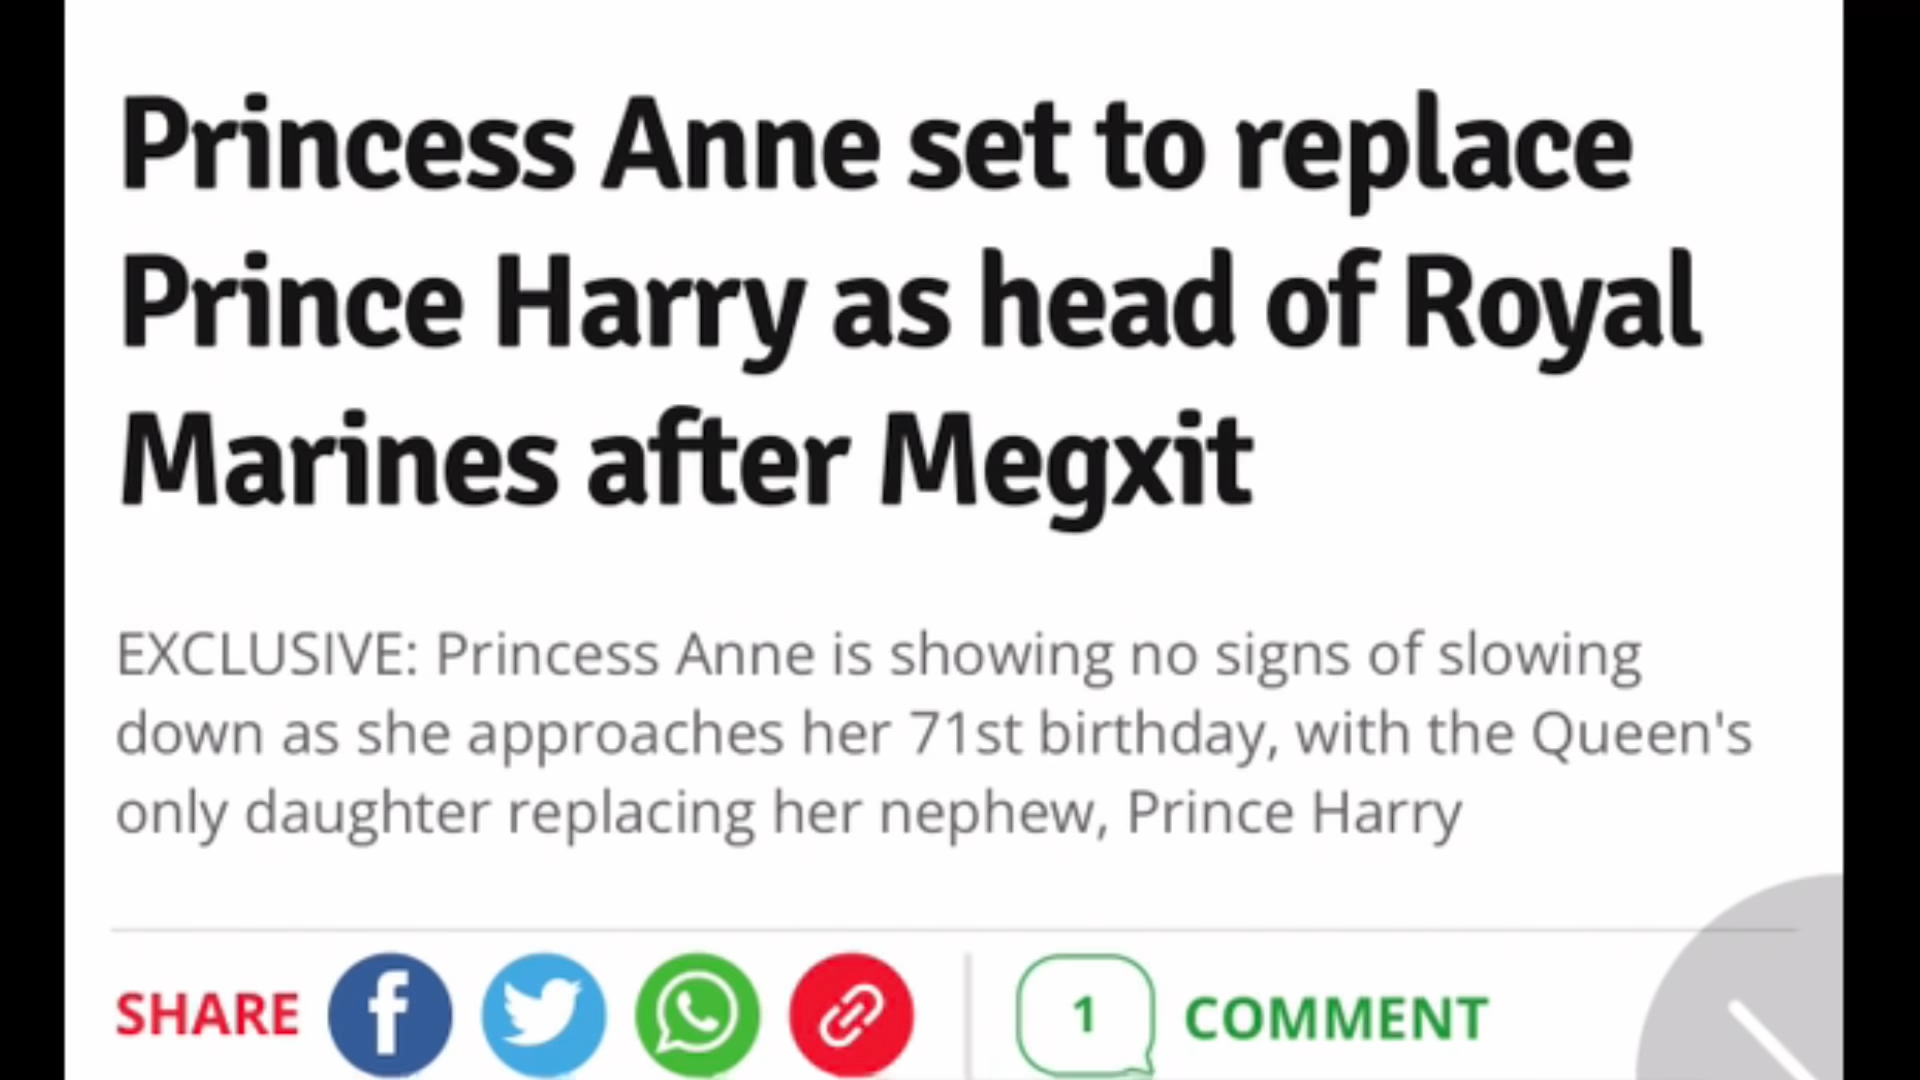 Princess Anne set to replace
Prince Harry as head of Royal
Marines after Megxit
EXCLUSIVE: Princess Anne is showing no signs of slowing
down as she approaches her 71st birthday, with the Queen's
only daughter replacing her nephew, Prince Harry
SHARE 1 COMMENT